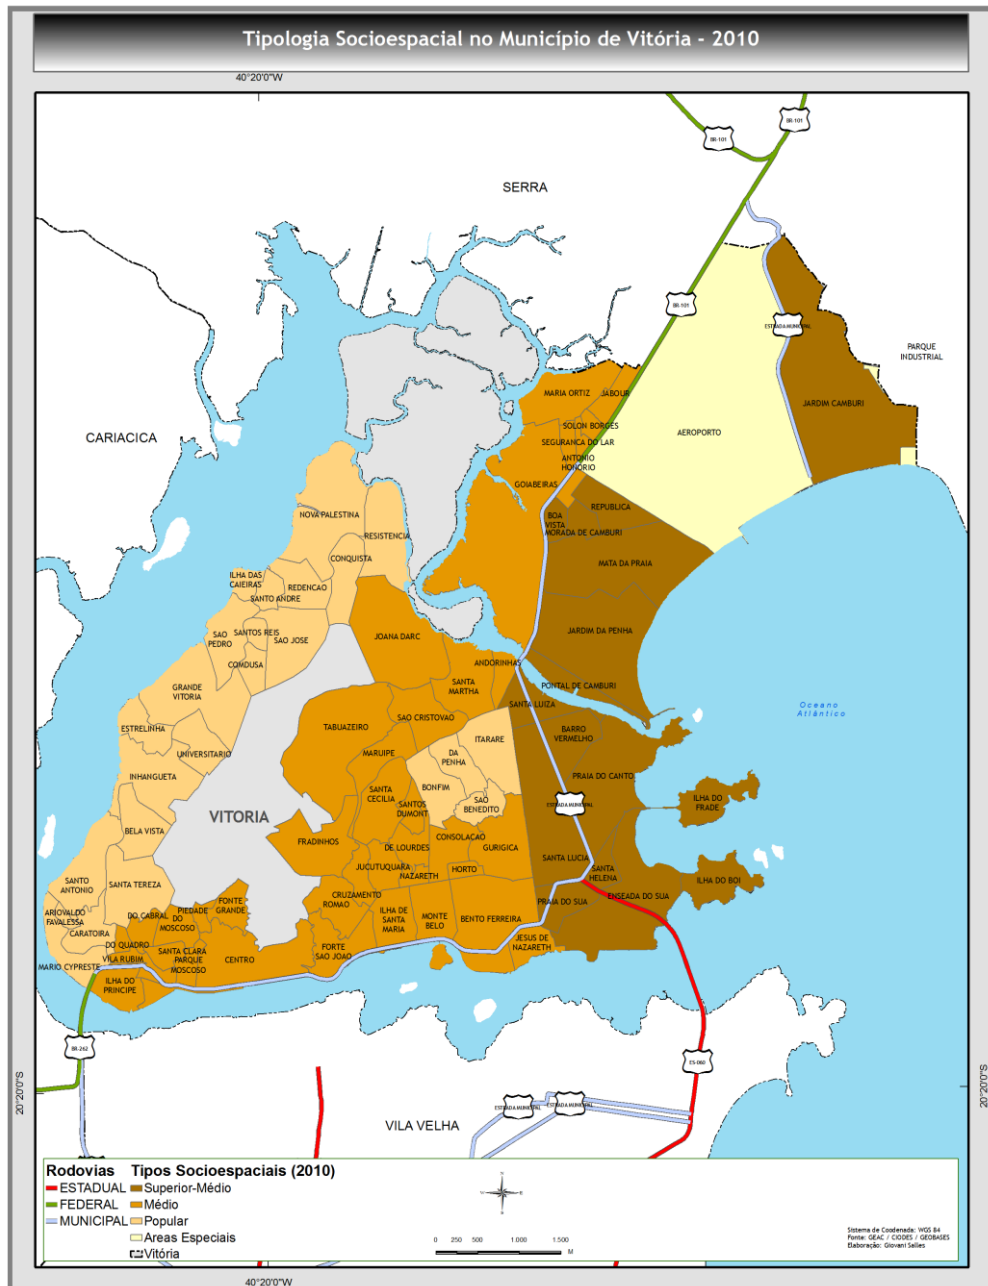 Tipologia Socioespacial no Município de Vitória - 2010
40°20'0"W
BR-101
BR-101
SERRA
BR-101
ESTRADA MUNICIPAL
PARQUE
INDUSTRIAL
MARIA ORTIZ
JABOUR
JARDIM CAMBURI
SOLON BORGES
CARIACICA
AEROPORTO
SEGURANCA DO LAR
ANTONIO
HONORIO
GOIABEIRAS
REPUBLICA
NOVA PALESTINA
BOA
VISTA
MORADA DE CAMBURI
RESISTENCIA
CONQUISTA
MATA DA PRAIA
ILHA DAS
CAIEIRAS
REDENCAO
SANTO ANDRE
SAO
PEDRO
SANTOS REIS
SAO JOSE
JOANA DARC
JARDIM DA PENHA
COMDUSA
ANDORINHAS
GRANDE
VITORIA
SANTA
MARTHA
PONTAL DE CAMBURI
SANTA LUIZA
Oceano
Atlântico
ESTRELINHA
TABUAZEIRO
SAO CRISTOVAO
ITARARE
BARRO
VERMELHO
UNIVERSITARIO
MARUIPE
DA
PENHA
INHANGUETA
PRAIA DO CANTO
SANTA
CECILIA
BONFIM
SAO
BENEDITO
ESTRADA MUNICIPAL
ILHA DO
FRADE
SANTOS
DUMONT
VITORIA
BELA VISTA
FRADINHOS
DE LOURDES
CONSOLACAO
GURIGICA
SANTA LUCIA
JUCUTUQUARA
NAZARETH
HORTO
SANTA
HELENA
ILHA DO BOI
SANTO
ANTONIO
SANTA TEREZA
CRUZAMENTO
ROMAO
ENSEADA DO SUA
PRAIA DO SUA
FONTE
GRANDE
PIEDADE
DO
MOSCOSO
DO CABRAL
ARIOVALDO
FAVALESSA
ILHA DE
SANTA
MARIA
MONTE
BELO
BENTO FERREIRA
CARATOIRA
JESUS DE
NAZARETH
DO QUADRO
SANTA CLARA
PARQUE
MOSCOSO
VILA RUBIM
CENTRO
FORTE
SAO JOAO
MARIO CYPRESTE
ILHA DO
PRINCIPE
BR-262
ES-060
20°20'0"S
20°20'0"S
ESTRADA MUNICIPAL
ESTRADA MUNICIPAL
VILA VELHA
Rodovias
ESTADUAL
FEDERAL
MUNICIPAL
Tipos Socioespaciais (2010)
Superior-Médio
Médio
Popular
Areas Especiais
Vitória
N
W
E
S
0 250 500 1.000 1.500
M
Sistema de Coodenada: WGS 84
Fonte: GEAC / CIODES / GEOBASES
Elaboração: Giovani Salles
40°20'0"W